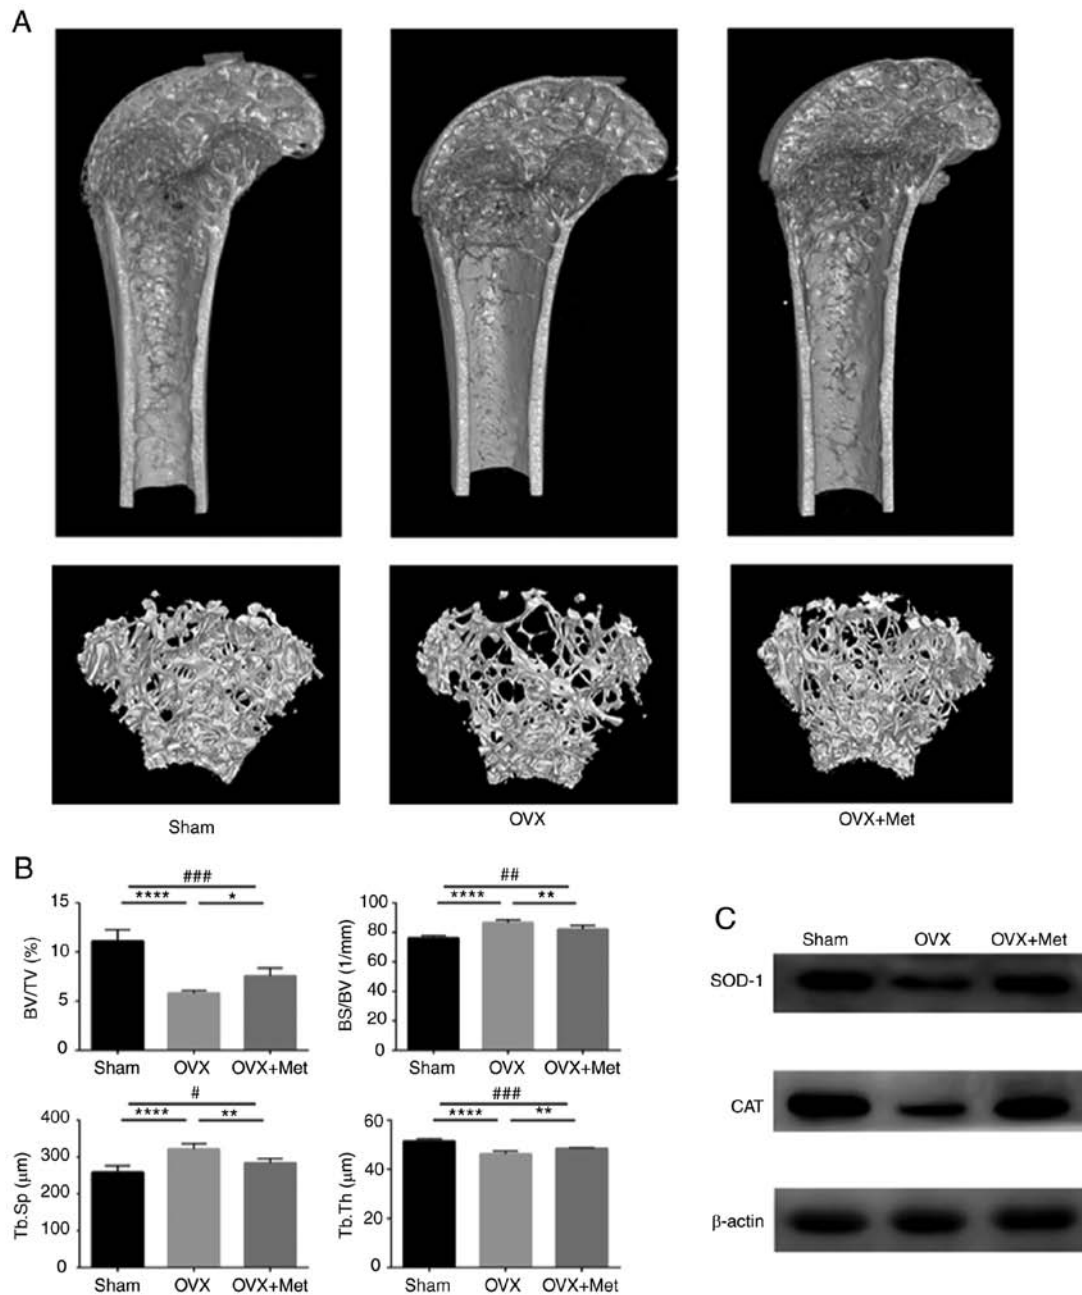 A
Sham OVX OVX+Met
B
###
**** *
15
10
5
0
BV/TV (%)
Sham OVX OVX+Met
##
**** **
100
80
60
40
20
0
BS/BV (1/mm)
Sham OVX OVX+Met
#
**** **
400
300
200
100
0
Tb.Sp (μm)
Sham OVX OVX+Met
###
**** **
60
40
20
0
Tb.Th (μm)
Sham OVX OVX+Met
C
Sham OVX OVX+Met
SOD-1
CAT
β-actin